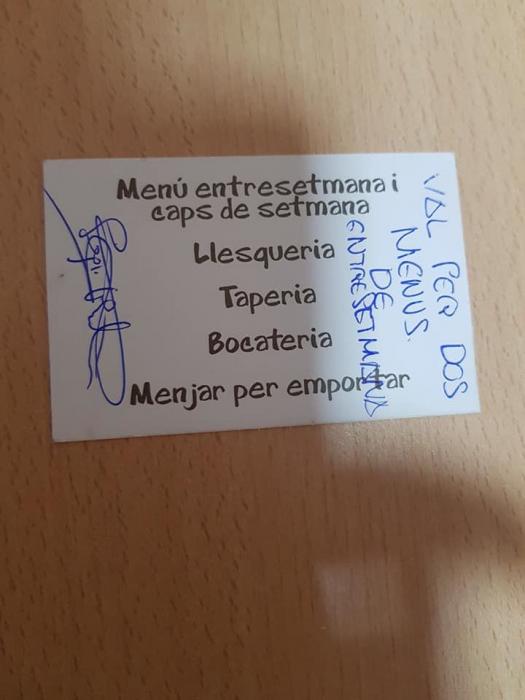 Menú entresetmana i
caps de setmana
Llesqueria
Taperia
Bocateria
Menjar per emportar
VAL PER DOS
MENUS.
DE
ENTRESETMANA